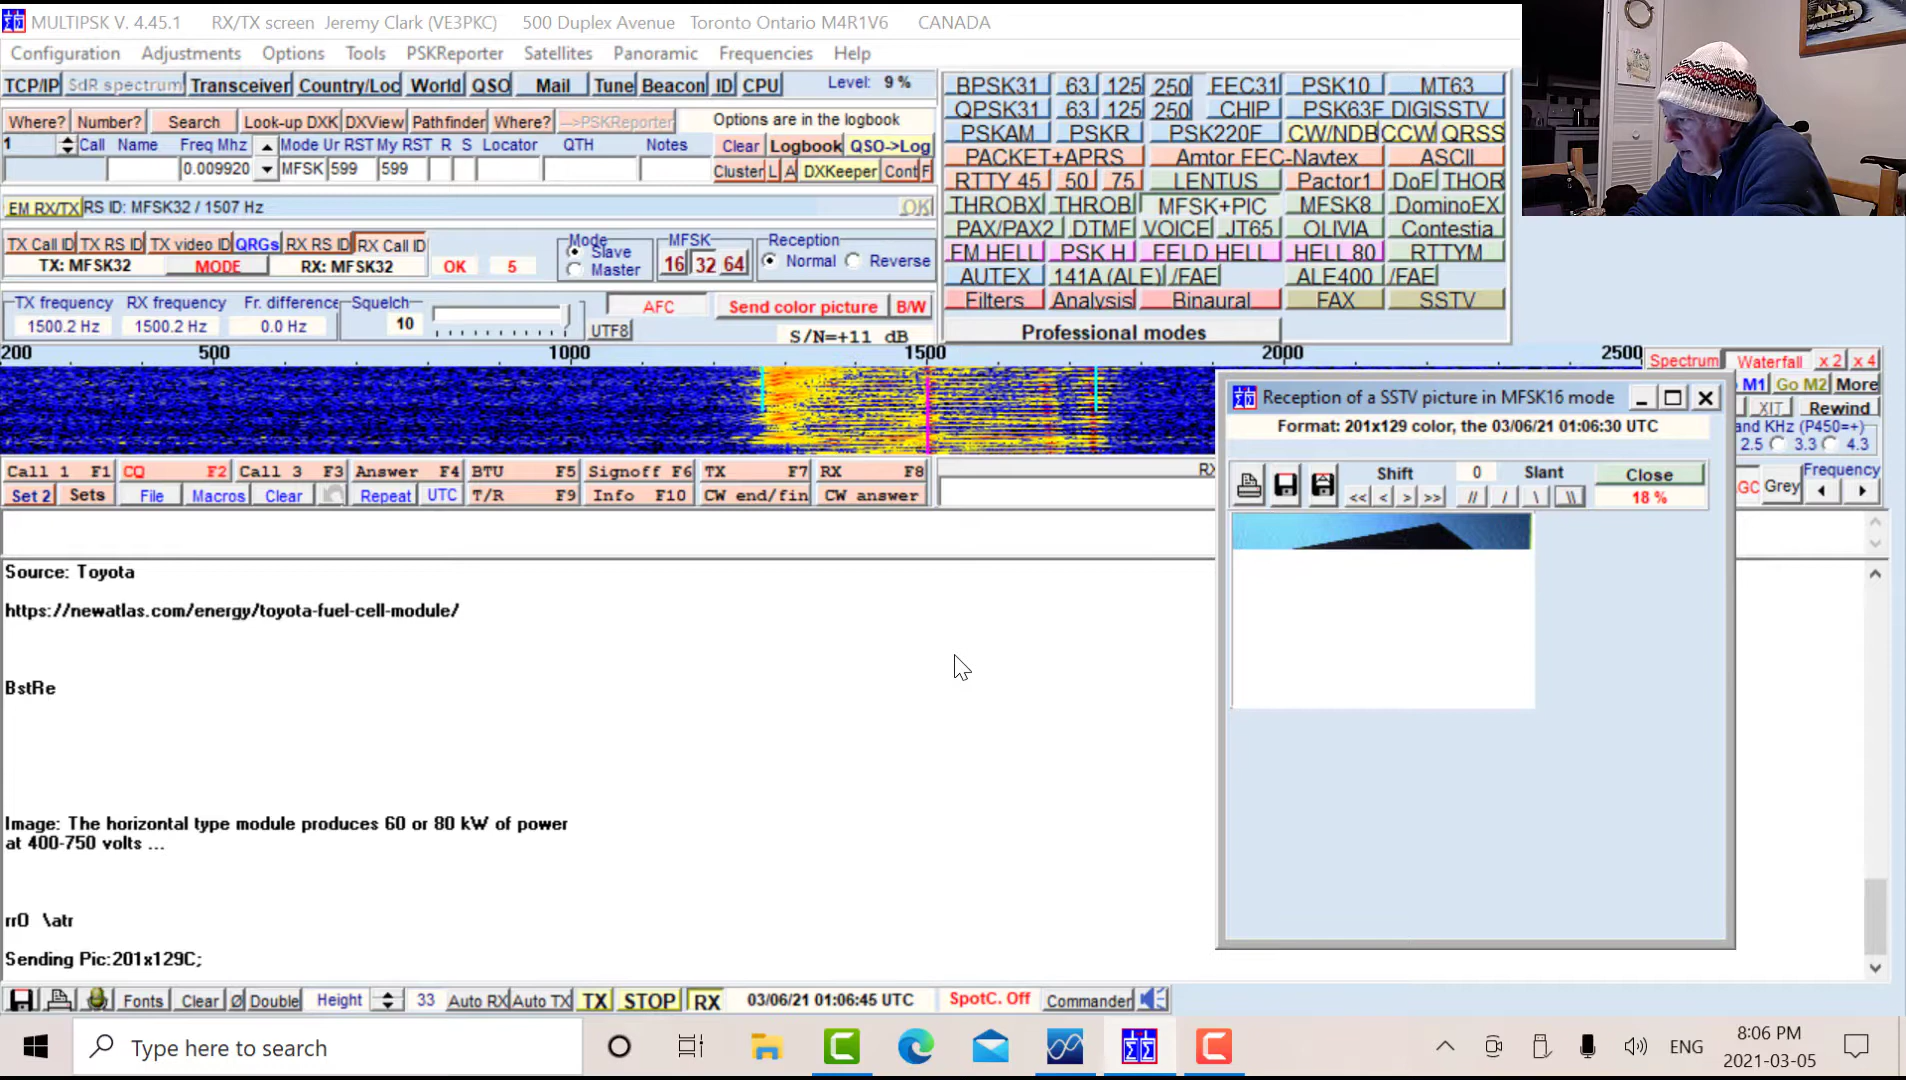 MULTIPSK V. 4.45.1 RX/TX screen Jeremy Clark (VE3PKC) 500 Duplex Avenue Toronto Ontario M4R1V6 CANADA
Configuration Adjustments Options Tools PSKReporter Satellites Panoramic Frequencies Help
TCP/IP SdR spectrum Transceiver Country/Loc World QSO Mail Tune Beacon ID CPU Level: 9 %
Where? Number? Search Look-up DXK DXView Pathfinder Where? -->PSKReporter Options are in the logbook
1 Call Name Freq Mhz Mode Ur RST My RST R S Locator QTH Notes Clear Logbook QSO->Log
0.009920 MFSK 599 599 Cluster L A DXKeeper Cont F
EM RX/TX RS ID: MFSK32 / 1507 Hz OK
TX Call ID TX RS ID TX video ID QRGs RX RS ID RX Call ID
TX: MFSK32 MODE RX: MFSK32 OK 5
Mode
Slave
Master
MFSK
16 32 64
Reception
Normal Reverse
TX frequency RX frequency Fr. difference Squelch
1500.2 Hz 1500.2 Hz 0.0 Hz 10
AFC Send color picture B/W
UTF8 S/N=+11 dB
BPSK31 63 125 250 FEC31 PSK10 MT63
QPSK31 63 125 250 CHIP PSK63F DIGISSTV
PSKAM PSKR PSK220F CW/NDB CCW QRSS
PACKET+APRS Amtor FEC-Navtex ASCII
RTTY 45 50 75 LENTUS Pactor1 DoF THOR
THROBX THROB MFSK+PIC MFSK8 DominoEX
PAX/PAX2 DTMF VOICE JT65 OLIVIA Contestia
FM HELL PSK H FELD HELL HELL 80 RTTYM
AUTEX 141A (ALE) /FAE ALE400 /FAE
Filters Analysis Binaural FAX SSTV
Professional modes
200 500 1000 1500 2000 2500
Spectrum Waterfall x 2 x 4
M1 Go M2 More
XIT Rewind
and KHz (P450=+)
2.5 3.3 4.3
Frequency
GC Grey
Call 1 F1 CQ F2 Call 3 F3 Answer F4 BTU F5 Signoff F6 TX F7 RX F8
Set 2 Sets File Macros Clear Repeat UTC T/R F9 Info F10 CW end/fin CW answer
RX
Reception of a SSTV picture in MFSK16 mode
Format: 201x129 color, the 03/06/21 01:06:30 UTC
Shift 0 Slant Close
<< < > >> // / \ \\ 18 %
Source: Toyota
https://newatlas.com/energy/toyota-fuel-cell-module/
BstRe
Image: The horizontal type module produces 60 or 80 kW of power
at 400-750 volts ...
rrO \atr
Sending Pic:201x129C;
Fonts Clear Ø Double Height 33 Auto RX Auto TX TX STOP RX 03/06/21 01:06:45 UTC SpotC. Off Commander
Type here to search
ENG
8:06 PM
2021-03-05